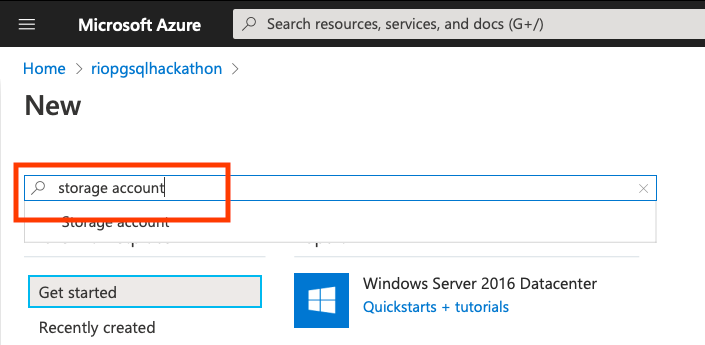 Microsoft Azure
Search resources, services, and docs (G+/)
Home > riopgsqlhackathon >
New
storage account
Storage account
Get started
Windows Server 2016 Datacenter
Quickstarts + tutorials
Recently created